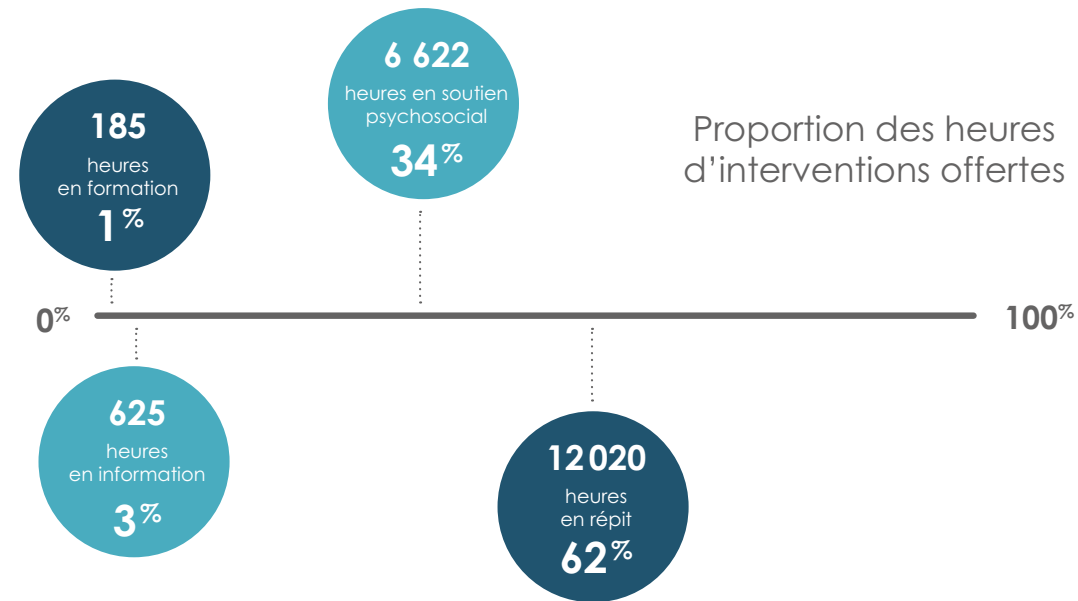 6 622
heures en soutien
psychosocial
34%
185
heures
en formation
1%
Proportion des heures
d’interventions offertes
0%
100%
625
heures
en information
3%
12 020
heures
en répit
62%